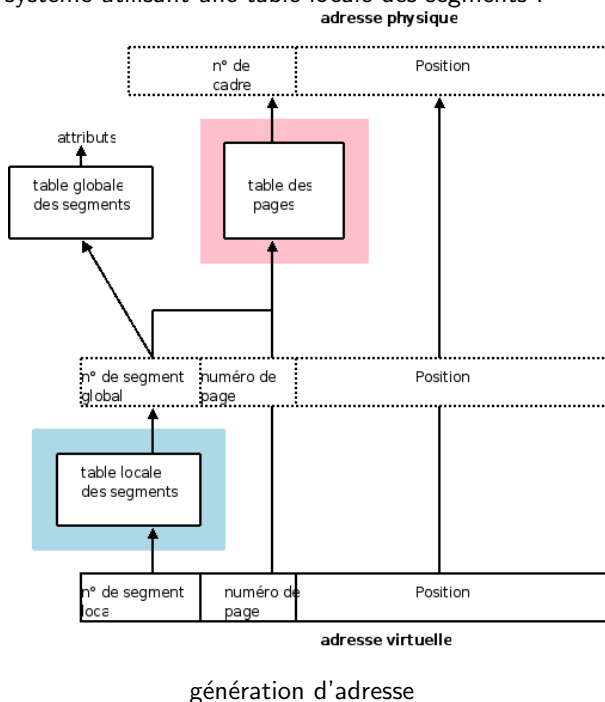 système utilisant une table locale des segments :
adresse physique
n° de
cadre
Position
attributs
table globale
des segments
table des
pages
n° de segment
global
numéro de
page
Position
table locale
des segments
n° de segment
loca
numéro de
page
Position
adresse virtuelle
génération d'adresse